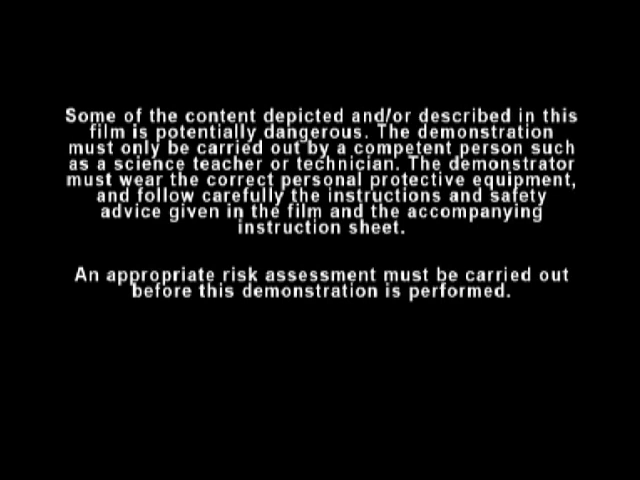 Some of the content depicted and/or described in this
film is potentially dangerous. The demonstration
must only be carried out by a competent person such
as a science teacher or technician. The demonstrator
must wear the correct personal protective equipment,
and follow carefully the instructions and safety
advice given in the film and the accompanying
instruction sheet.
An appropriate risk assessment must be carried out
before this demonstration is performed.